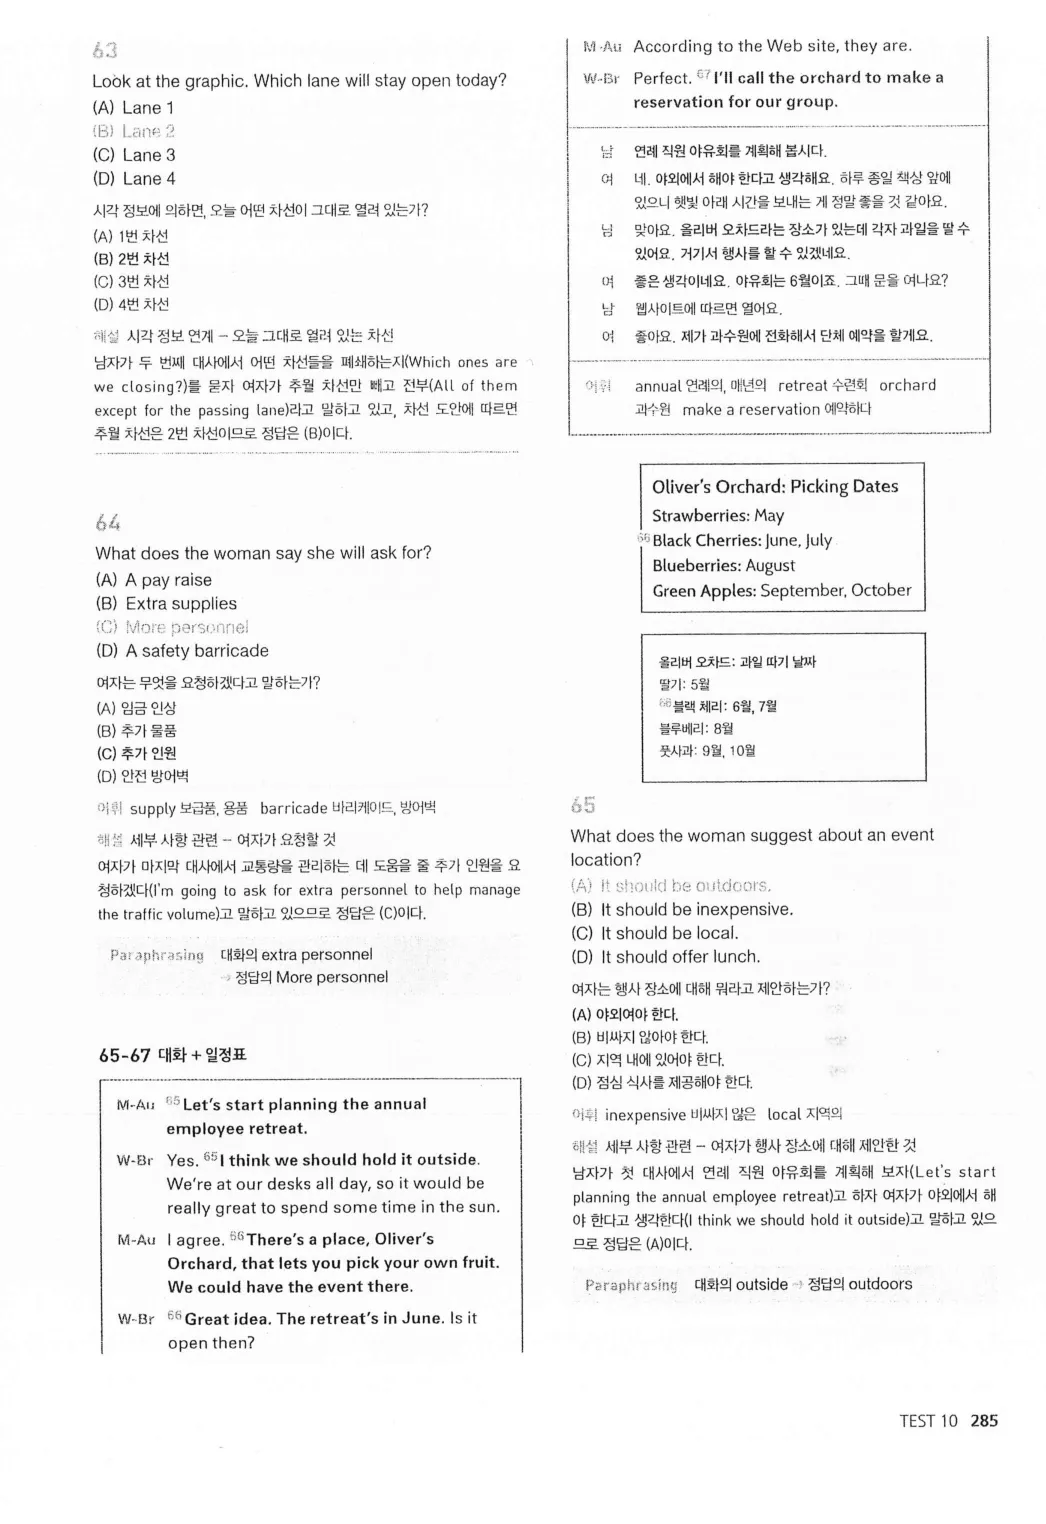 63
Look at the graphic. Which lane will stay open today?
(A) Lane 1
(B) Lane 2
(C) Lane 3
(D) Lane 4
시각 정보에 의하면, 오늘 어떤 차선이 그대로 열려 있는가?
(A) 1번 차선
(B) 2번 차선
(C) 3번 차선
(D) 4번 차선
해설 시각 정보 연계 – 오늘 그대로 열려 있는 차선
남자가 두 번째 대사에서 어떤 차선들을 폐쇄하는지(Which ones are
we closing?)를 묻자 여자가 추월 차선만 빼고 전부(All of them
except for the passing lane)라고 말하고 있고, 차선 도안에 따르면
추월 차선은 2번 차선이므로 정답은 (B)이다.
64
What does the woman say she will ask for?
(A) A pay raise
(B) Extra supplies
(C) More personnel
(D) A safety barricade
여자는 무엇을 요청하겠다고 말하는가?
(A) 임금 인상
(B) 추가 물품
(C) 추가 인원
(D) 안전 방어벽
어휘 supply 보급품, 용품 barricade 바리케이드, 방어벽
해설 세부 사항 관련 – 여자가 요청할 것
여자가 마지막 대사에서 교통량을 관리하는 데 도움을 줄 추가 인원을 요
청하겠다(I'm going to ask for extra personnel to help manage
the traffic volume)고 말하고 있으므로 정답은 (C)이다.
Paraphrasing 대화의 extra personnel
→ 정답의 More personnel
65-67 대화 + 일정표
M-Au 65 Let's start planning the annual
employee retreat.
W-Br Yes. 65 I think we should hold it outside.
We're at our desks all day, so it would be
really great to spend some time in the sun.
M-Au I agree. 66 There's a place, Oliver's
Orchard, that lets you pick your own fruit.
We could have the event there.
W-Br 66 Great idea. The retreat's in June. Is it
open then?
M-Au According to the Web site, they are.
W-Br Perfect. 67 I'll call the orchard to make a
reservation for our group.
남 연례 직원 야유회를 계획해 봅시다.
여 네. 야외에서 해야 한다고 생각해요. 하루 종일 책상 앞에
있으니 햇빛 아래 시간을 보내는 게 정말 좋을 것 같아요.
남 맞아요. 올리버 오차드라는 장소가 있는데 각자 과일을 딸 수
있어요. 거기서 행사를 할 수 있겠네요.
여 좋은 생각이네요. 야유회는 6월이죠. 그때 문을 여나요?
남 웹사이트에 따르면 열어요.
여 좋아요. 제가 과수원에 전화해서 단체 예약을 할게요.
어휘 annual 연례의, 매년의 retreat 수련회 orchard
과수원 make a reservation 예약하다
Oliver's Orchard: Picking Dates
Strawberries: May
66 Black Cherries: June, July
Blueberries: August
Green Apples: September, October
올리버 오차드: 과일 따기 날짜
딸기: 5월
66 블랙 체리: 6월, 7월
블루베리: 8월
풋사과: 9월, 10월
65
What does the woman suggest about an event
location?
(A) It should be outdoors.
(B) It should be inexpensive.
(C) It should be local.
(D) It should offer lunch.
여자는 행사 장소에 대해 뭐라고 제안하는가?
(A) 야외여야 한다.
(B) 비싸지 않아야 한다.
(C) 지역 내에 있어야 한다.
(D) 점심 식사를 제공해야 한다.
어휘 inexpensive 비싸지 않은 local 지역의
해설 세부 사항 관련 – 여자가 행사 장소에 대해 제안한 것
남자가 첫 대사에서 연례 직원 야유회를 계획해 보자(Let's start
planning the annual employee retreat)고 하자 여자가 야외에서 해
야 한다고 생각한다(I think we should hold it outside)고 말하고 있으
므로 정답은 (A)이다.
Paraphrasing 대화의 outside → 정답의 outdoors
TEST 10 285